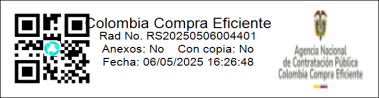 Colombia Compra Eficiente
Rad No. RS20250506004401
Anexos: No Con copia: No
Fecha: 06/05/2025 16:26:48
Agencia Nacional
de Contratación Pública
Colombia Compra Eficiente